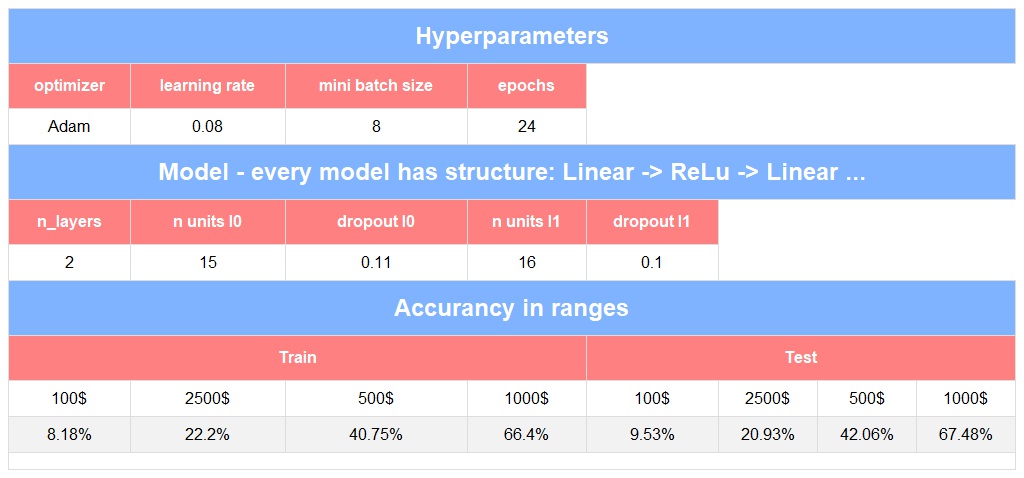 Hyperparameters
optimizer learning rate mini batch size epochs
Adam 0.08 8 24
Model - every model has structure: Linear -> ReLu -> Linear ...
n_layers n units l0 dropout l0 n units l1 dropout l1
2 15 0.11 16 0.1
Accurancy in ranges
Train Test
100$ 2500$ 500$ 1000$ 100$ 2500$ 500$ 1000$
8.18% 22.2% 40.75% 66.4% 9.53% 20.93% 42.06% 67.48%